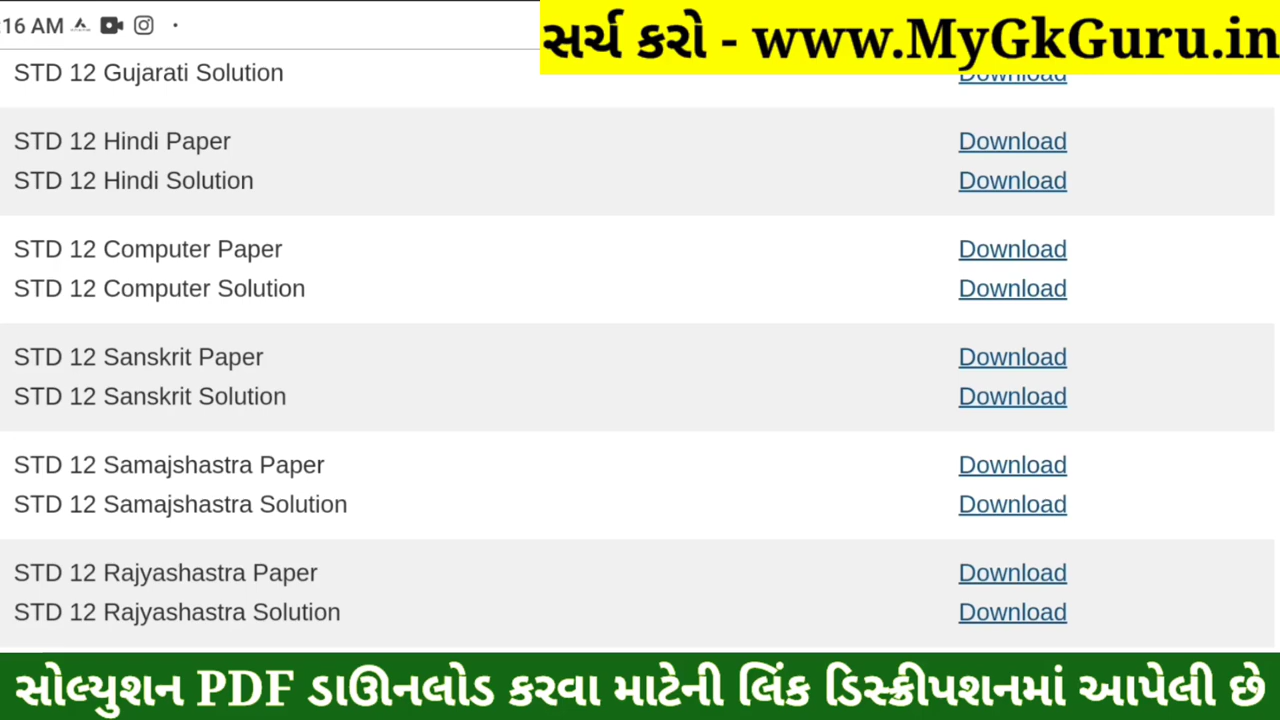 :16 AM
સર્ચ કરો - www.MyGkGuru.in
STD 12 Gujarati Solution Download
STD 12 Hindi Paper Download
STD 12 Hindi Solution Download
STD 12 Computer Paper Download
STD 12 Computer Solution Download
STD 12 Sanskrit Paper Download
STD 12 Sanskrit Solution Download
STD 12 Samajshastra Paper Download
STD 12 Samajshastra Solution Download
STD 12 Rajyashastra Paper Download
STD 12 Rajyashastra Solution Download
સોલ્યુશન PDF ડાઊનલોડ કરવા માટેની લિંક ડિસ્ક્રીપશનમાં આપેલી છે